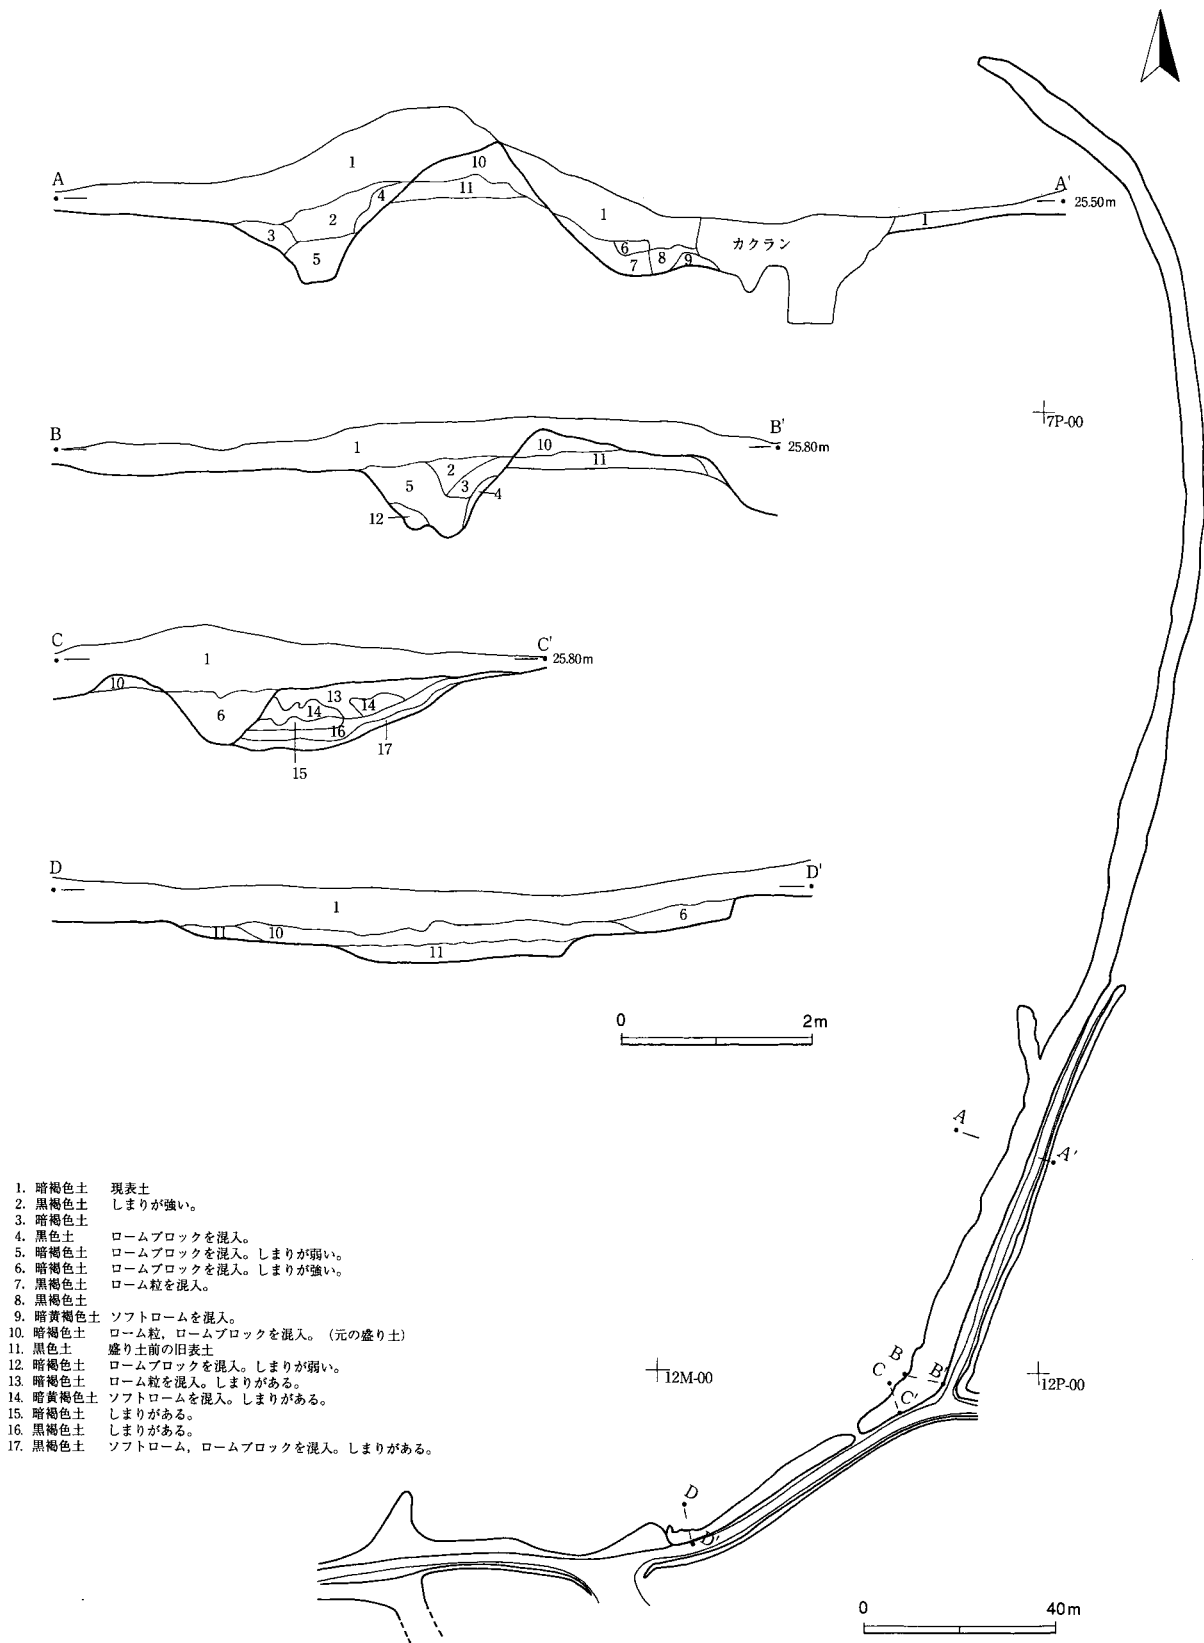 A
A'
25.50m
1
10
11
4
2
3
5
1
6
7
8
9
カクラン
1
7P-00
B
B'
25.80m
1
10
11
2
5
3
4
12
C
C'
25.80m
1
10
6
13
14
14
16
17
15
D
D'
1
11
10
6
11
0 2m
A
A'
1. 暗褐色土 現表土
2. 黒褐色土 しまりが強い。
3. 暗褐色土
4. 黒色土 ロームブロックを混入。
5. 暗褐色土 ロームブロックを混入。しまりが弱い。
6. 暗褐色土 ロームブロックを混入。しまりが強い。
7. 黒褐色土 ローム粒を混入。
8. 黒褐色土
9. 暗黄褐色土 ソフトロームを混入。
10. 暗褐色土 ローム粒,ロームブロックを混入。(元の盛り土)
11. 黒色土 盛り土前の旧表土
12. 暗褐色土 ロームブロックを混入。しまりが弱い。
13. 暗褐色土 ローム粒を混入。しまりがある。
14. 暗黄褐色土 ソフトロームを混入。しまりがある。
15. 暗褐色土 しまりがある。
16. 黒褐色土 しまりがある。
17. 黒褐色土 ソフトローム,ロームブロックを混入。しまりがある。
B
B'
C
C'
12M-00
12P-00
D
D'
0 40m